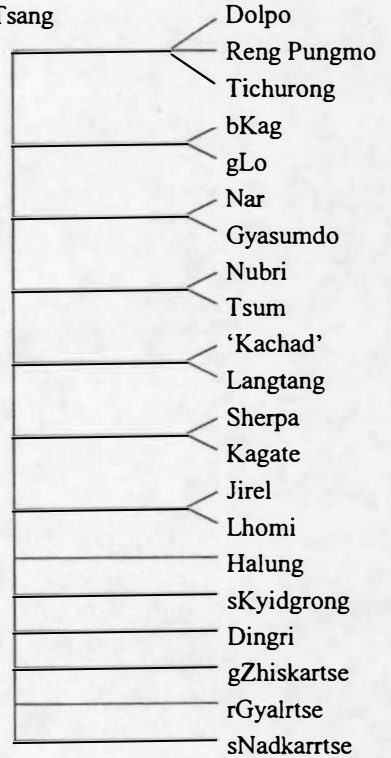 Tsang
Dolpo
Reng Pungmo
Tichurong
bKag
gLo
Nar
Gyasumdo
Nubri
Tsum
‘Kachad’
Langtang
Sherpa
Kagate
Jirel
Lhomi
Halung
sKyidgrong
Dingri
gZhiskartse
rGyalrtse
sNadkarrtse